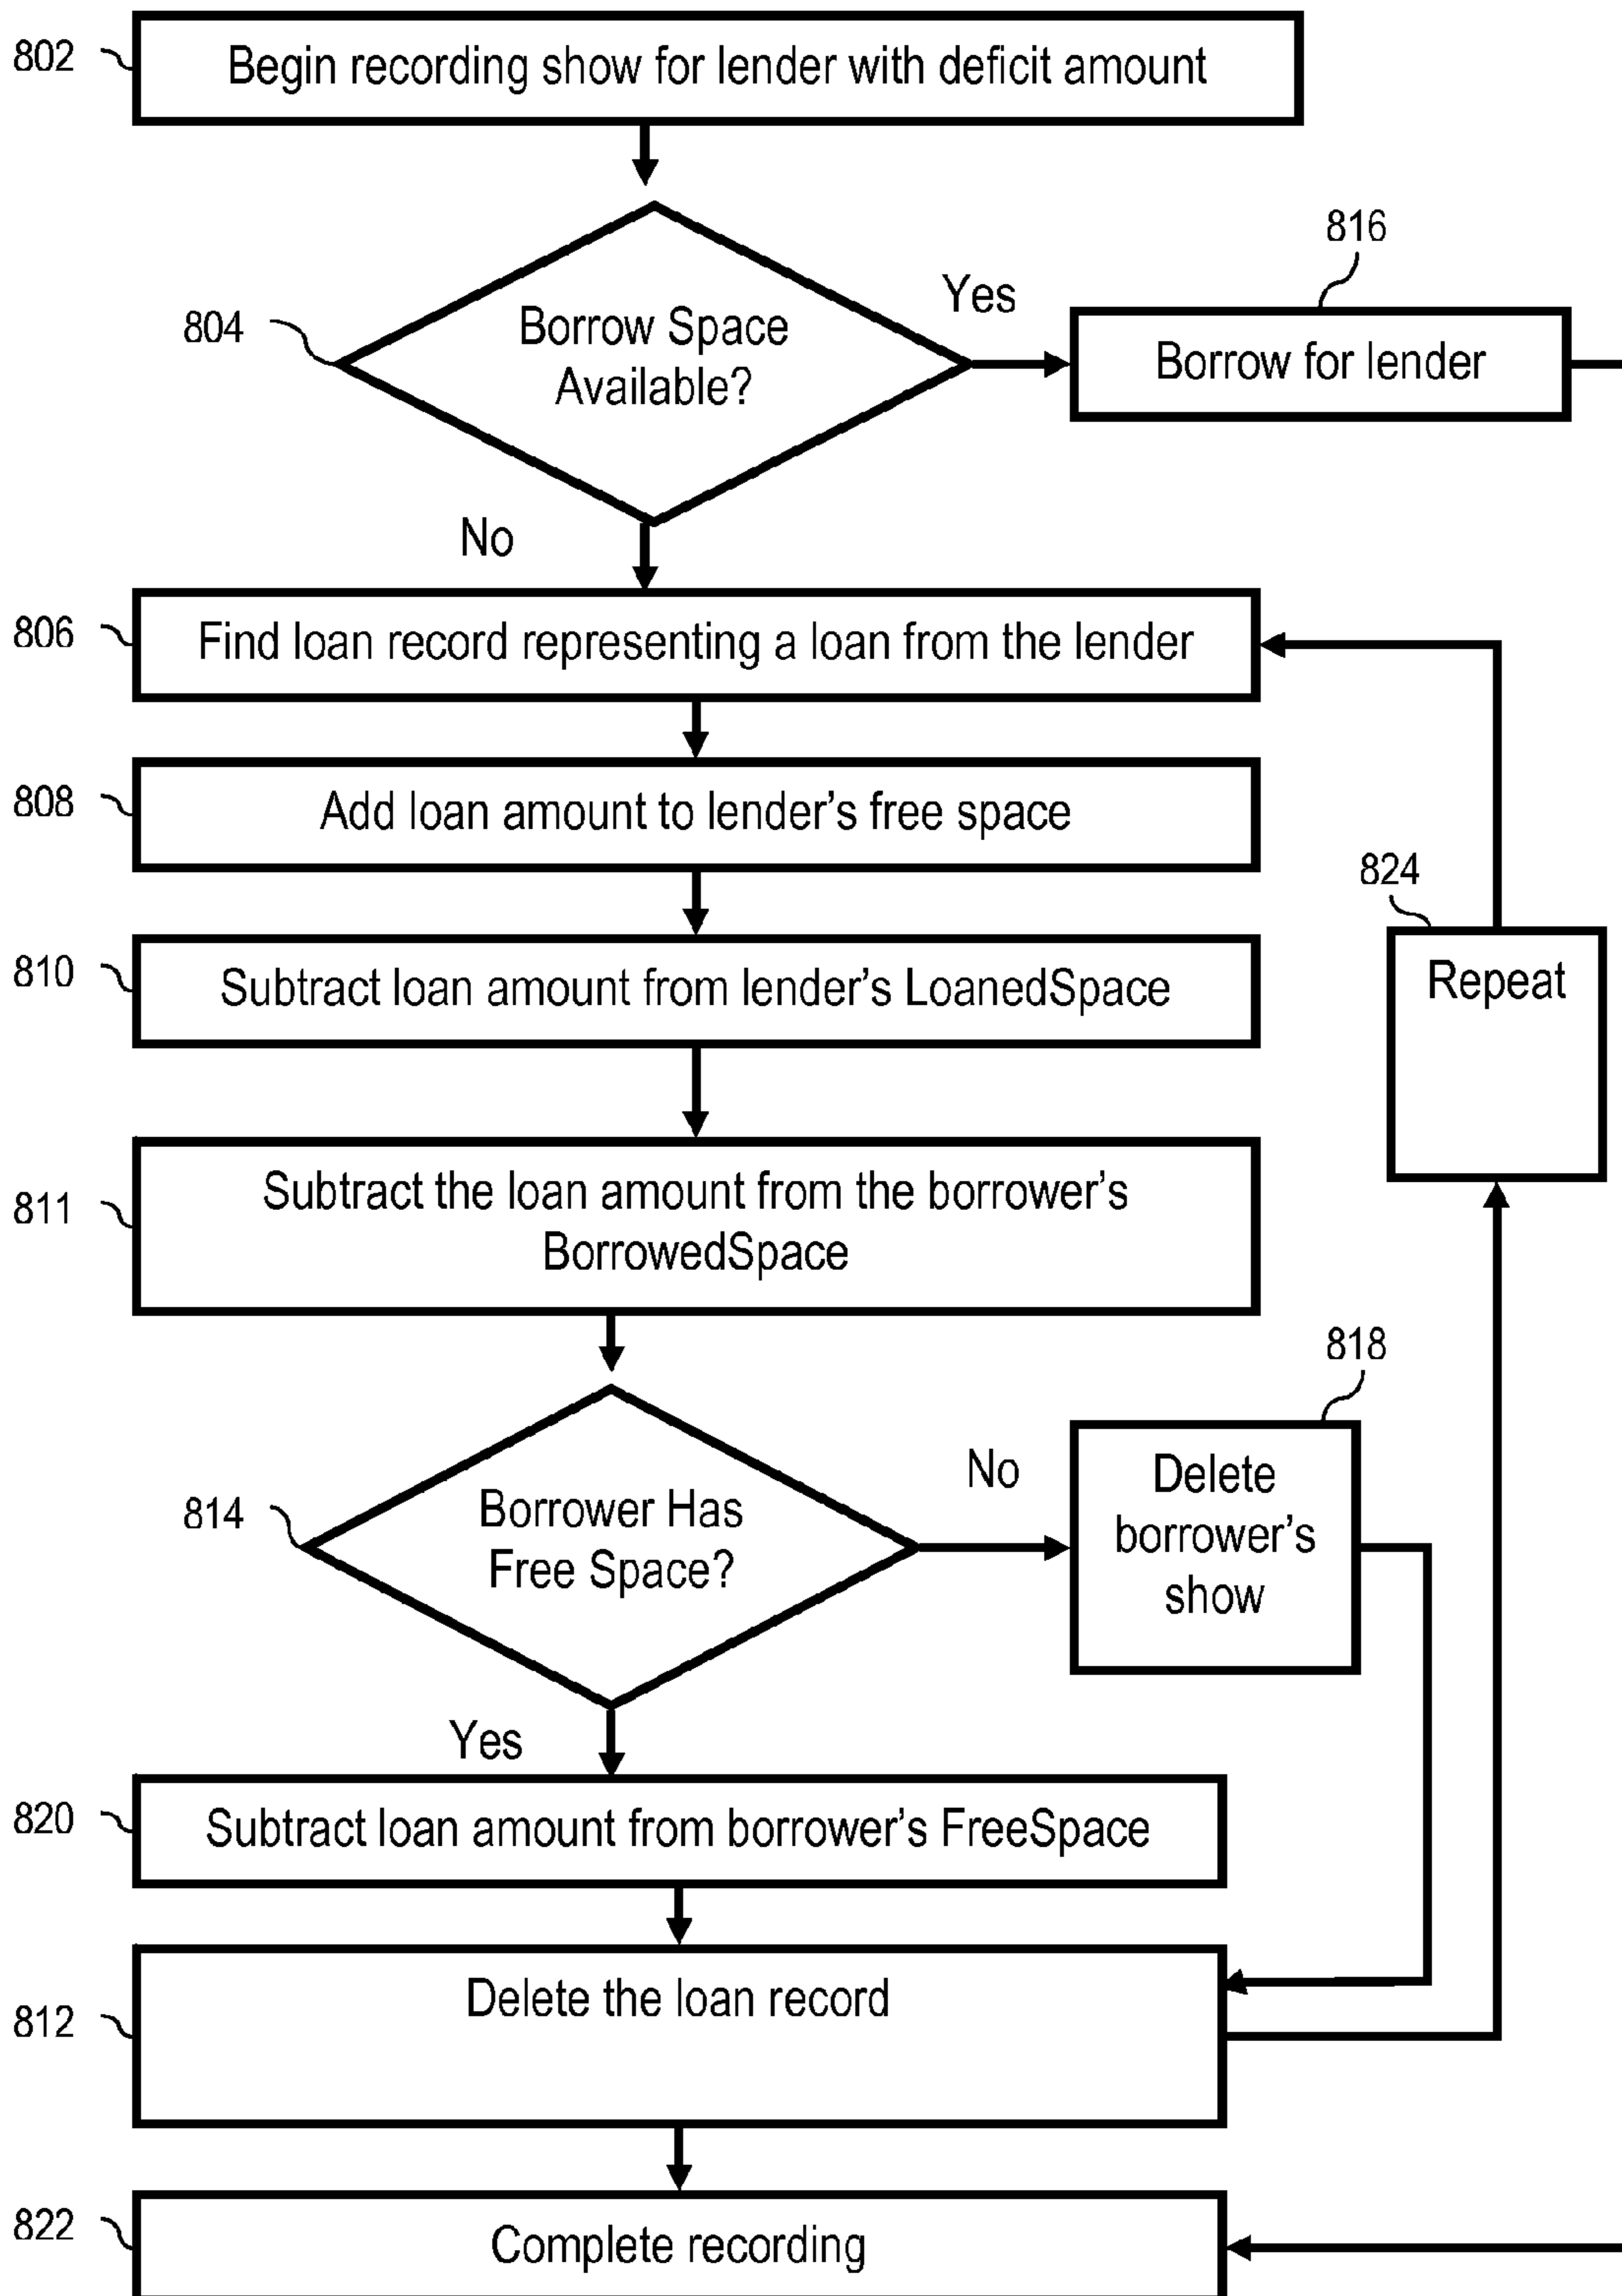 802
Begin recording show for lender with deficit amount
804
Borrow Space
Available?
Yes
816
Borrow for lender
No
806
Find loan record representing a loan from the lender
808
Add loan amount to lender's free space
824
Repeat
810
Subtract loan amount from lender's LoanedSpace
811
Subtract the loan amount from the borrower's
BorrowedSpace
814
Borrower Has
Free Space?
No
818
Delete
borrower's
show
Yes
820
Subtract loan amount from borrower's FreeSpace
812
Delete the loan record
822
Complete recording